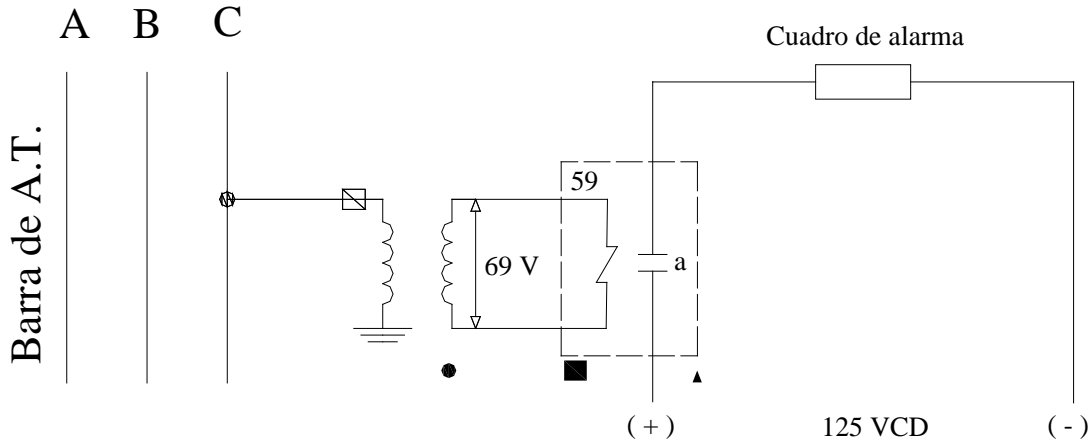 A B C
Cuadro de alarma
Barra de A.T.
59
69 V
a
( + ) 125 VCD ( - )